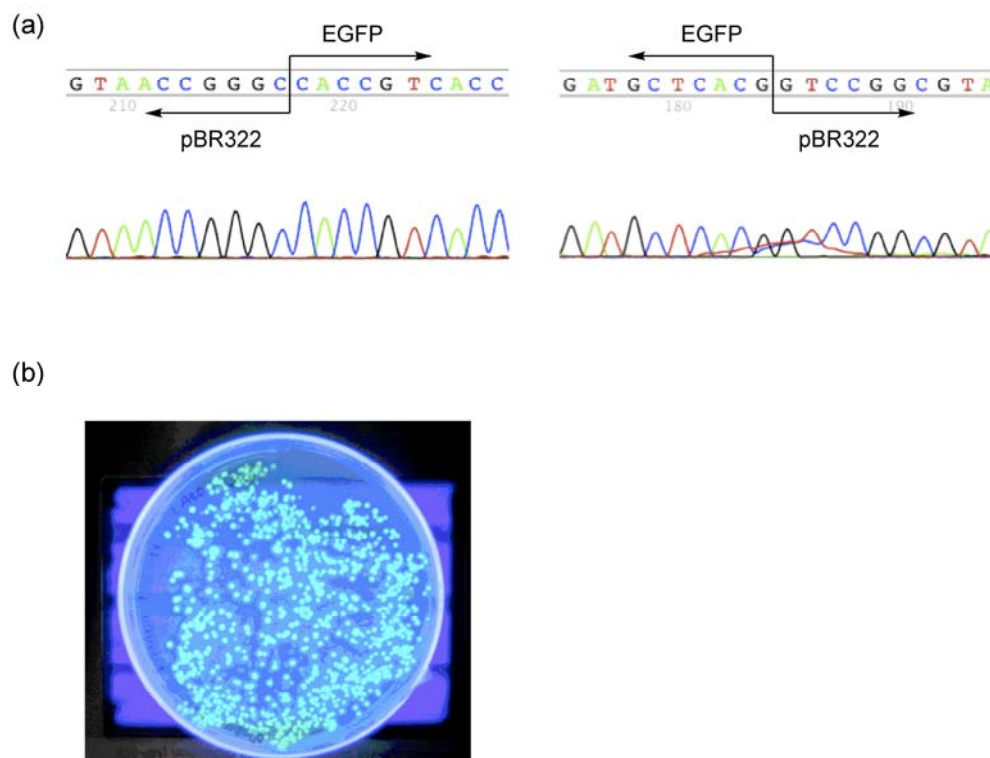 (a)
EGFP
EGFP
G T A A C C G G G C C A C C G T C A C C
G A T G C T C A C G G T C C G G C G T A
210
220
180
190
pBR322
pBR322
(b)